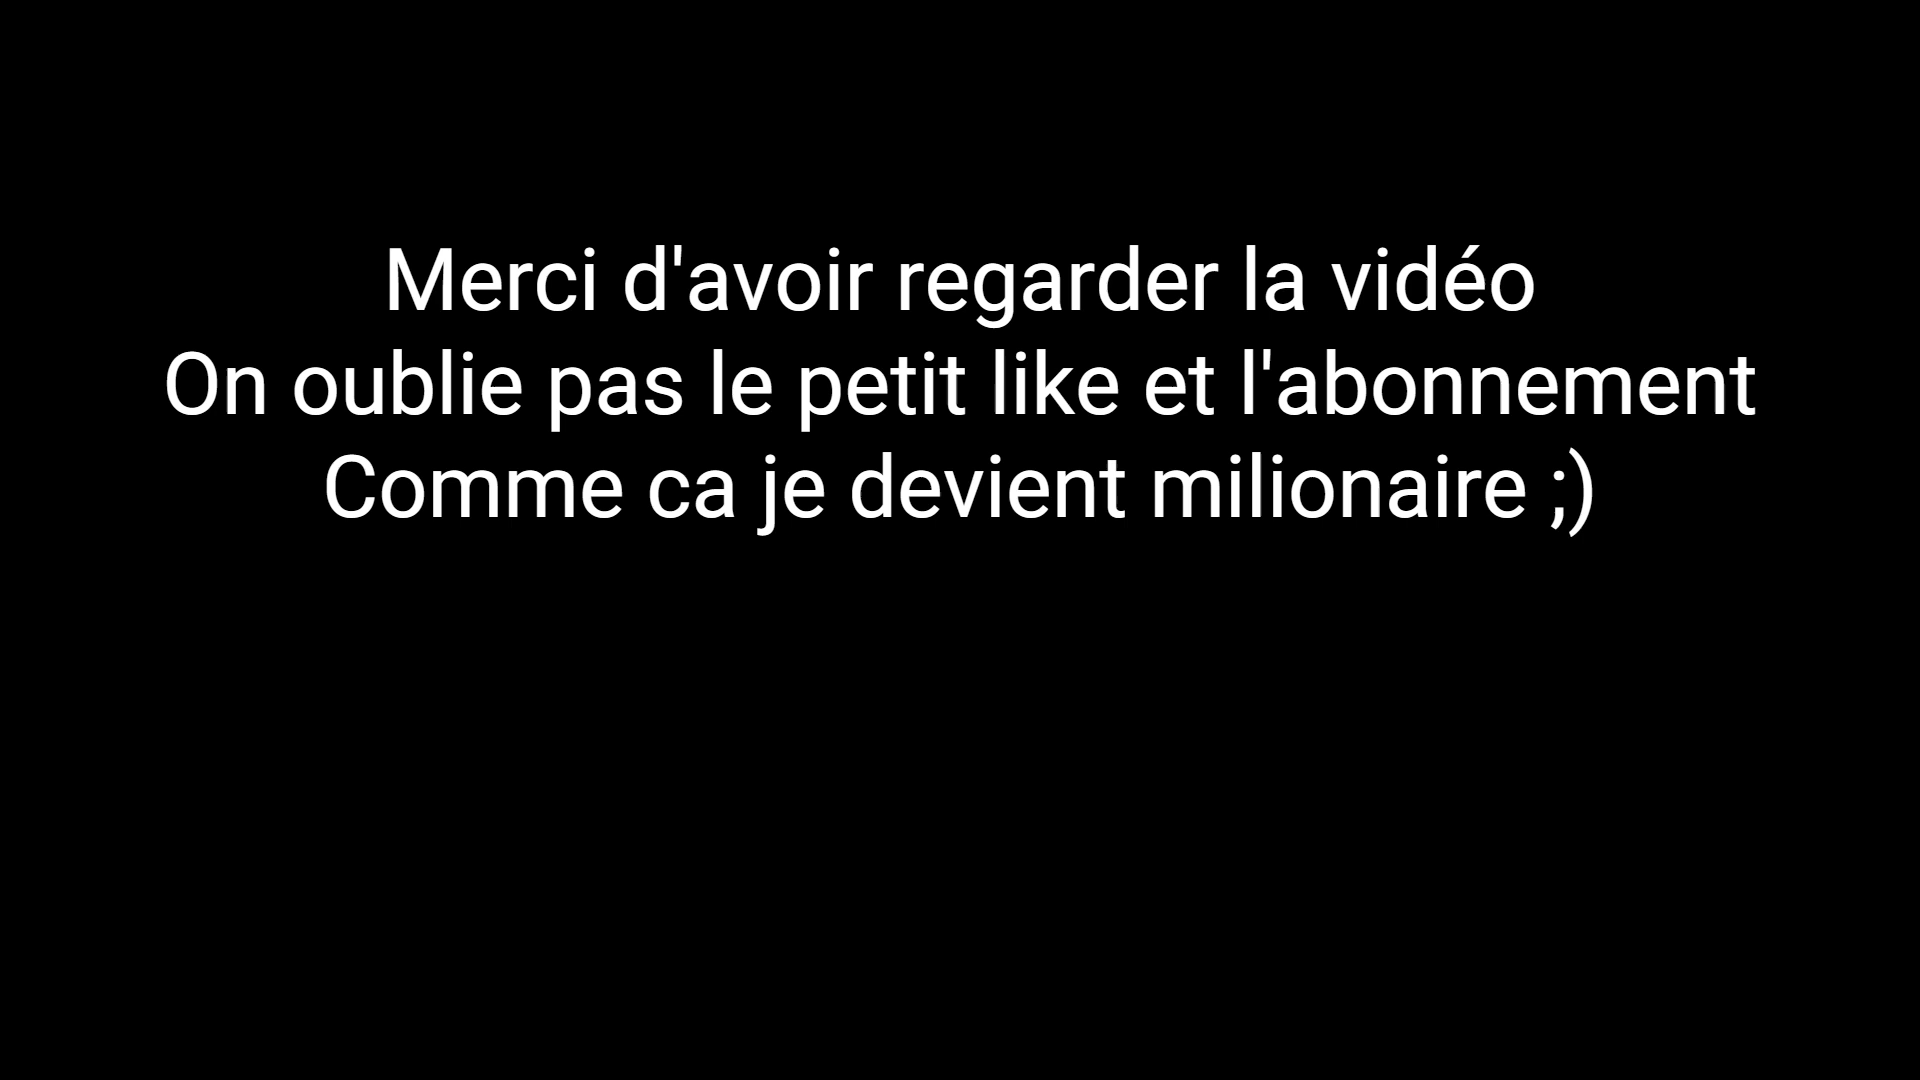 Merci d'avoir regarder la vidéo
On oublie pas le petit like et l'abonnement
Comme ca je devient milionaire ;)